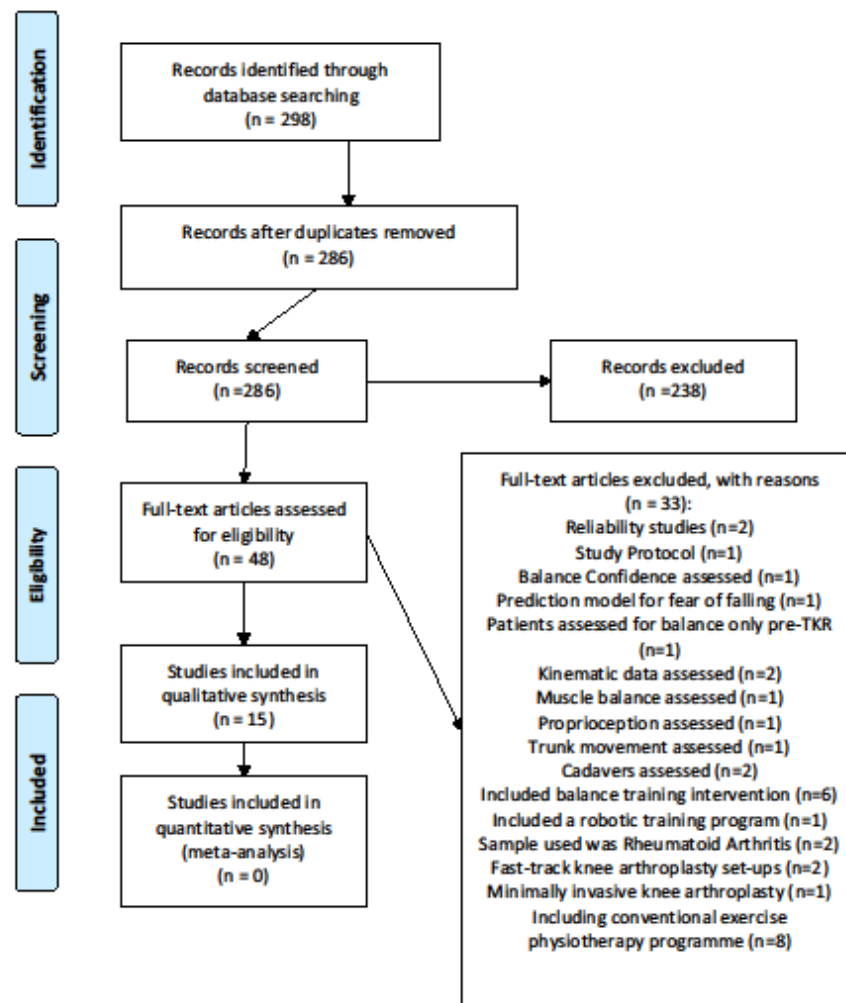 Identification
Records identified through
database searching
(n = 298)
Records after duplicates removed
(n = 286)
Screening
Records screened
(n =286)
Records excluded
(n =238)
Eligibility
Full-text articles assessed
for eligibility
(n = 48)
Full-text articles excluded, with reasons
(n = 33):
Reliability studies (n=2)
Study Protocol (n=1)
Balance Confidence assessed (n=1)
Prediction model for fear of falling (n=1)
Patients assessed for balance only pre-TKR
(n=1)
Kinematic data assessed (n=2)
Muscle balance assessed (n=1)
Proprioception assessed (n=1)
Trunk movement assessed (n=1)
Cadavers assessed (n=2)
Included balance training intervention (n=6)
Included a robotic training program (n=1)
Sample used was Rheumatoid Arthritis (n=2)
Fast-track knee arthroplasty set-ups (n=2)
Minimally invasive knee arthroplasty (n=1)
Including conventional exercise
physiotherapy programme (n=8)
Included
Studies included in
qualitative synthesis
(n = 15)
Studies included in
quantitative synthesis
(meta-analysis)
(n = 0)